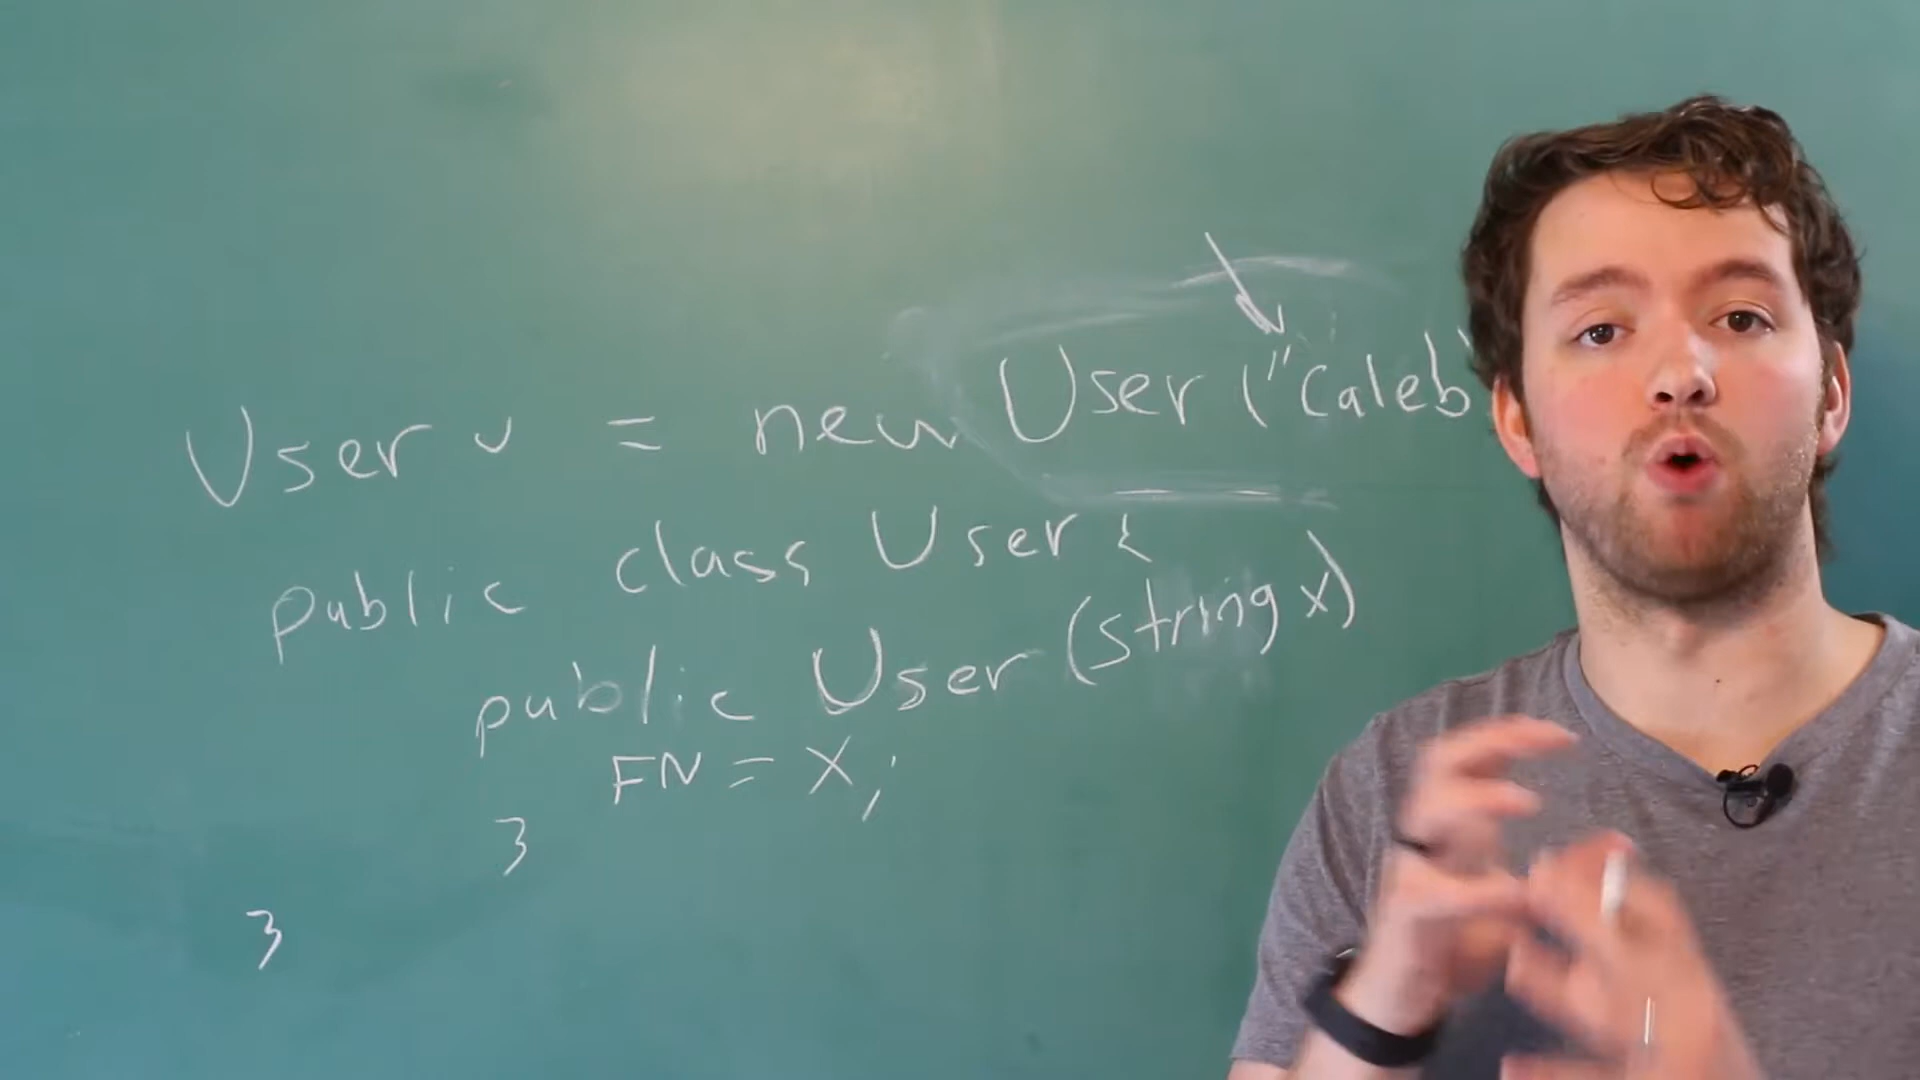 User u = new User ("Caleb"
public class User {
public User (string x)
FN = X;
}
}